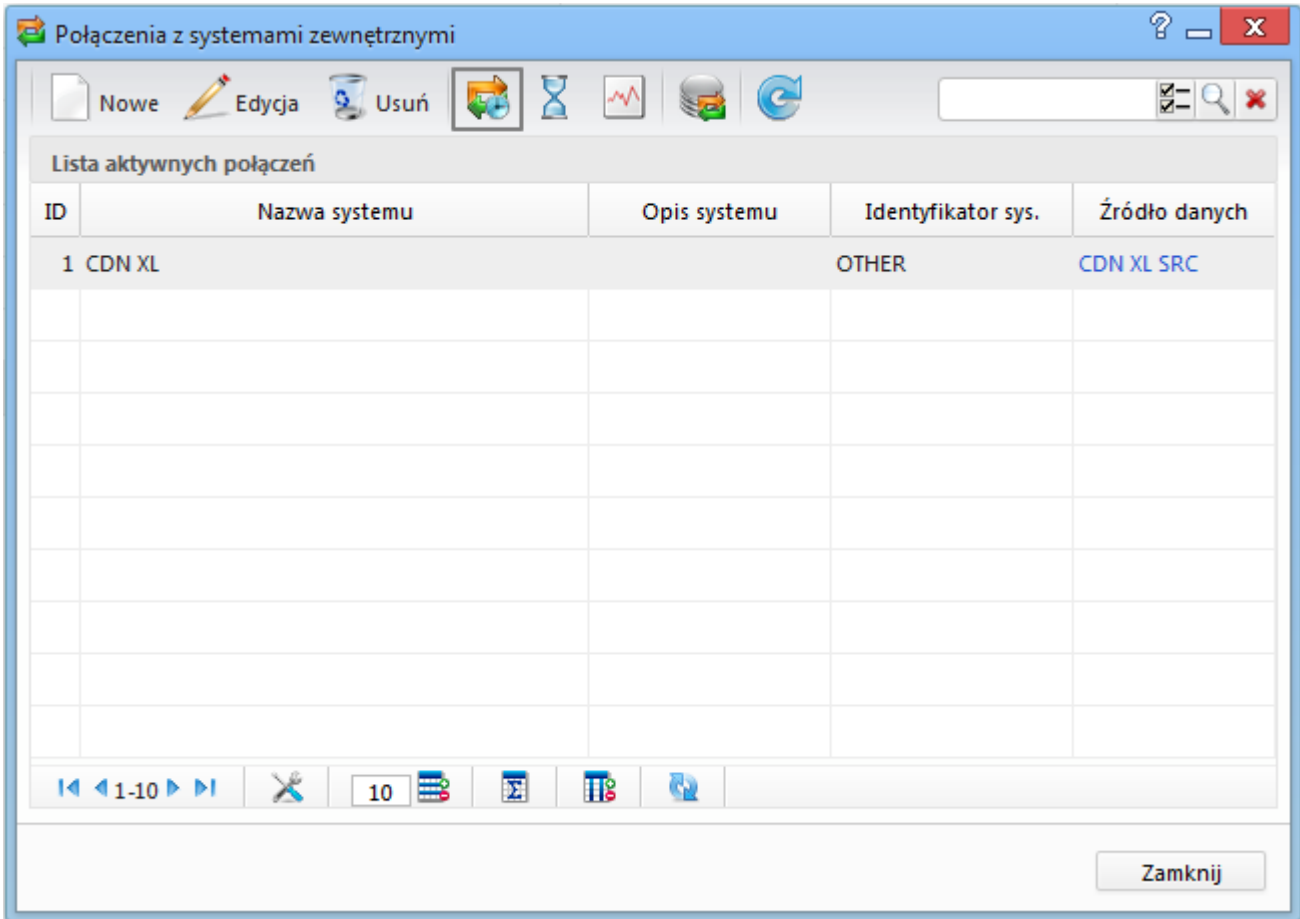 Połączenia z systemami zewnętrznymi
Nowe Edycja Usuń
Lista aktywnych połączeń
ID Nazwa systemu Opis systemu Identyfikator sys. Źródło danych
1 CDN XL OTHER CDN XL SRC
1-10 10
Zamknij